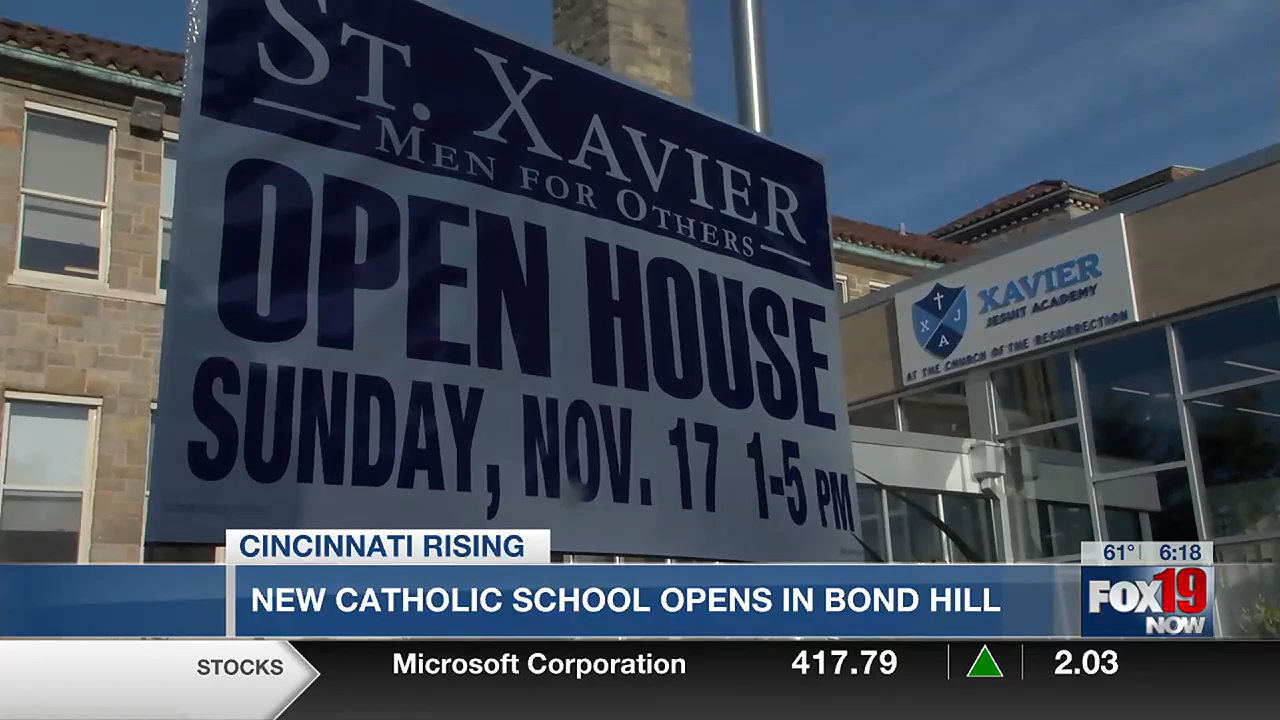 ST. XAVIER
MEN FOR OTHERS
OPEN HOUSE
SUNDAY, NOV. 17 1-5 PM
X J A
XAVIER
JESUIT ACADEMY
AT THE CHURCH OF THE RESURRECTION
CINCINNATI RISING
NEW CATHOLIC SCHOOL OPENS IN BOND HILL
61° 6:18
FOX19
NOW
STOCKS Microsoft Corporation 417.79 2.03